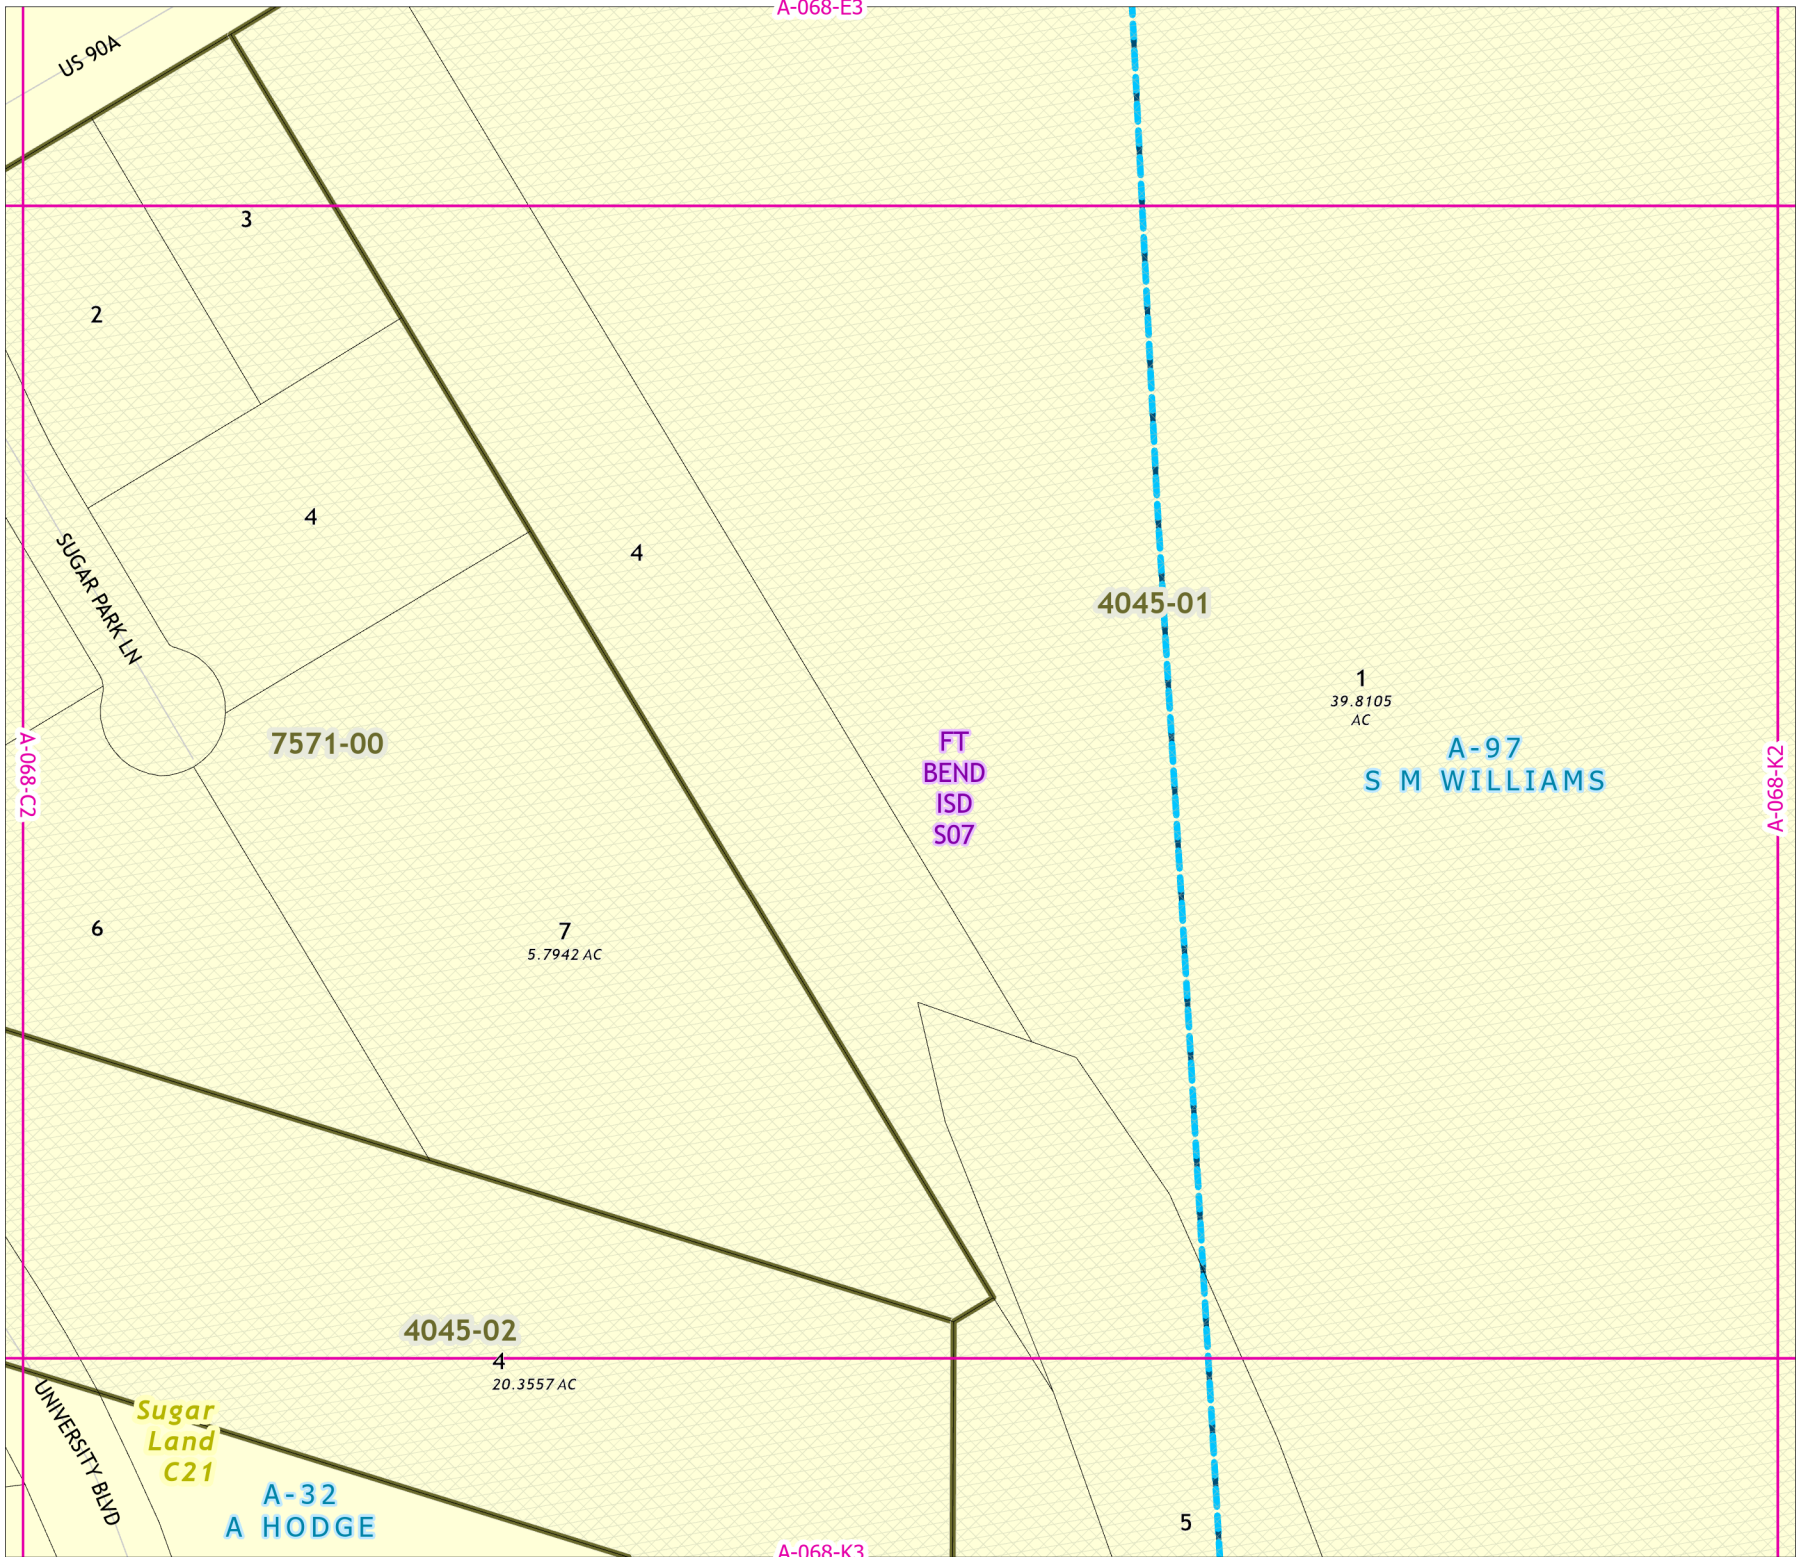 A-068-E3
US 90A
3
2
4
4
SUGAR PARK LN
4045-01
1
39.8105
AC
7571-00
FT
BEND
ISD
S07
A-97
S M WILLIAMS
A-068-C2
A-068-K2
6
7
5.7942 AC
4045-02
4
20.3557 AC
UNIVERSITY BLVD
Sugar
Land
C21
A-32
A HODGE
5
A-068-K3